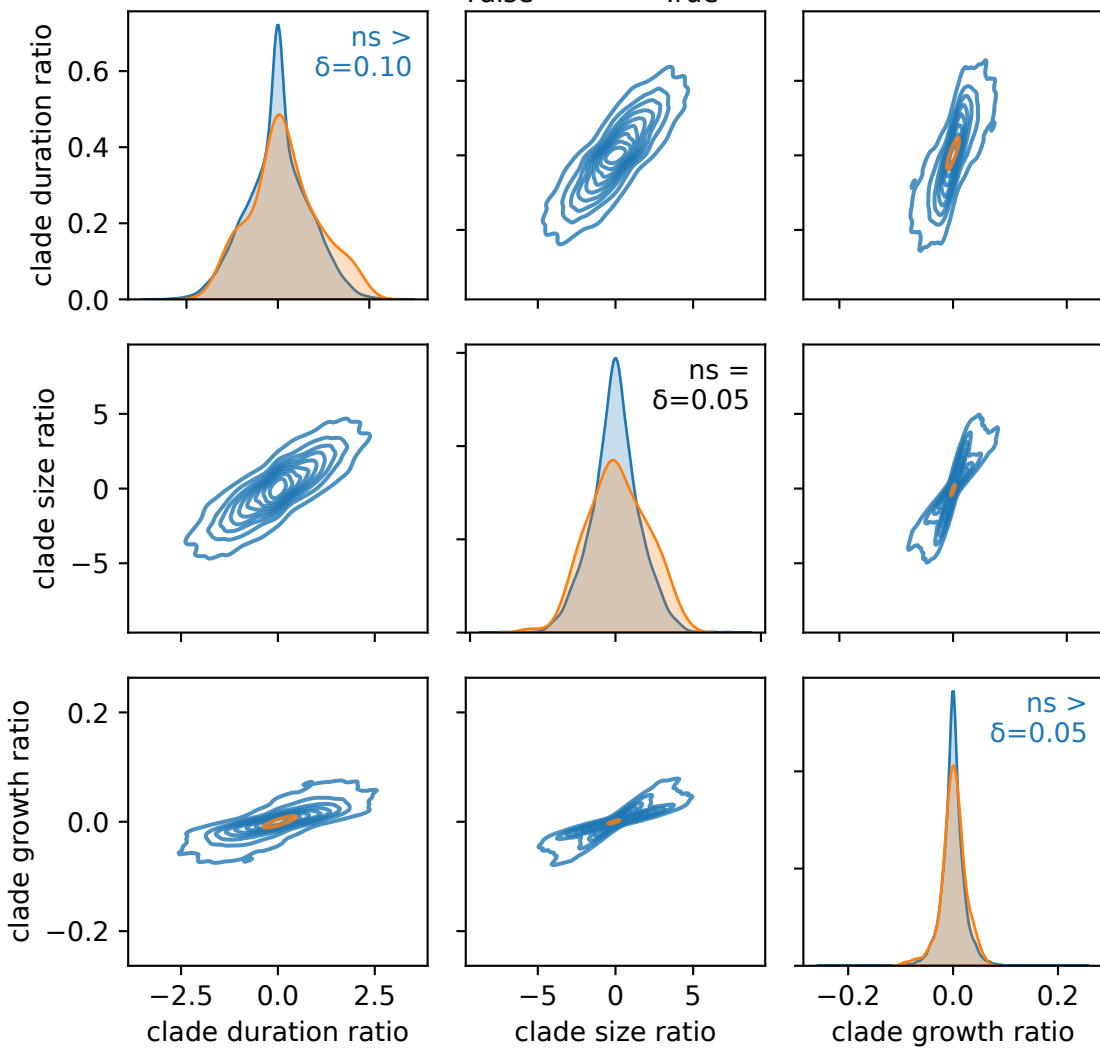 clade duration ratio
0.6
0.4
0.2
0.0
ns >
δ=0.10
clade size ratio
5
0
−5
ns =
δ=0.05
clade growth ratio
0.2
0.0
−0.2
ns >
δ=0.05
−2.5 0.0 2.5
−5 0 5
−0.2 0.0 0.2
clade duration ratio
clade size ratio
clade growth ratio